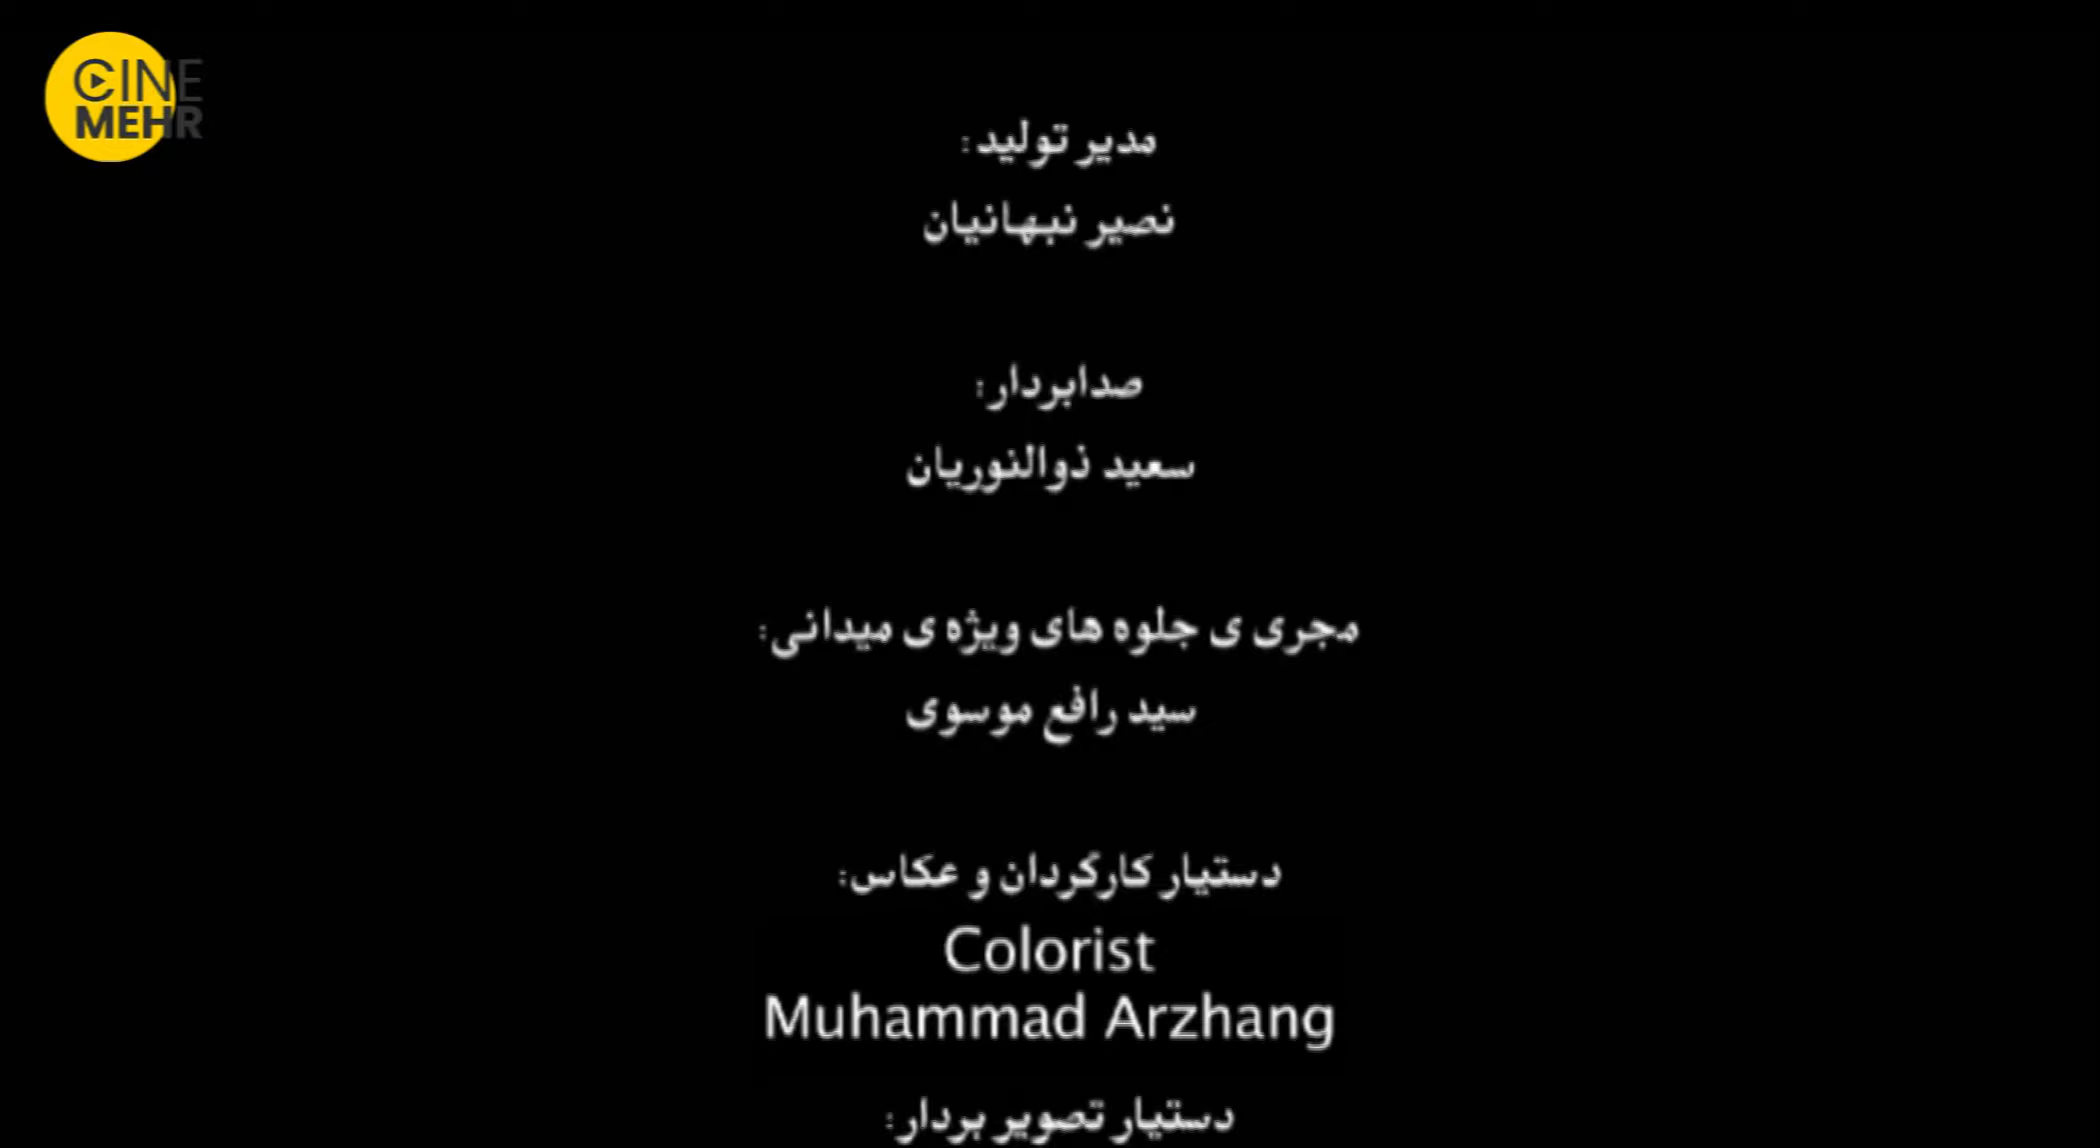 CINE
MEHR
مدیر تولید:
نصیر نبهانیان
صدابردار:
سعید ذوالنوریان
مجری ی جلوه های ویژه ی میدانی:
سید رافع موسوی
دستیار کارگردان و عکاس:
Colorist
Muhammad Arzhang
دستیار تصویر بردار: